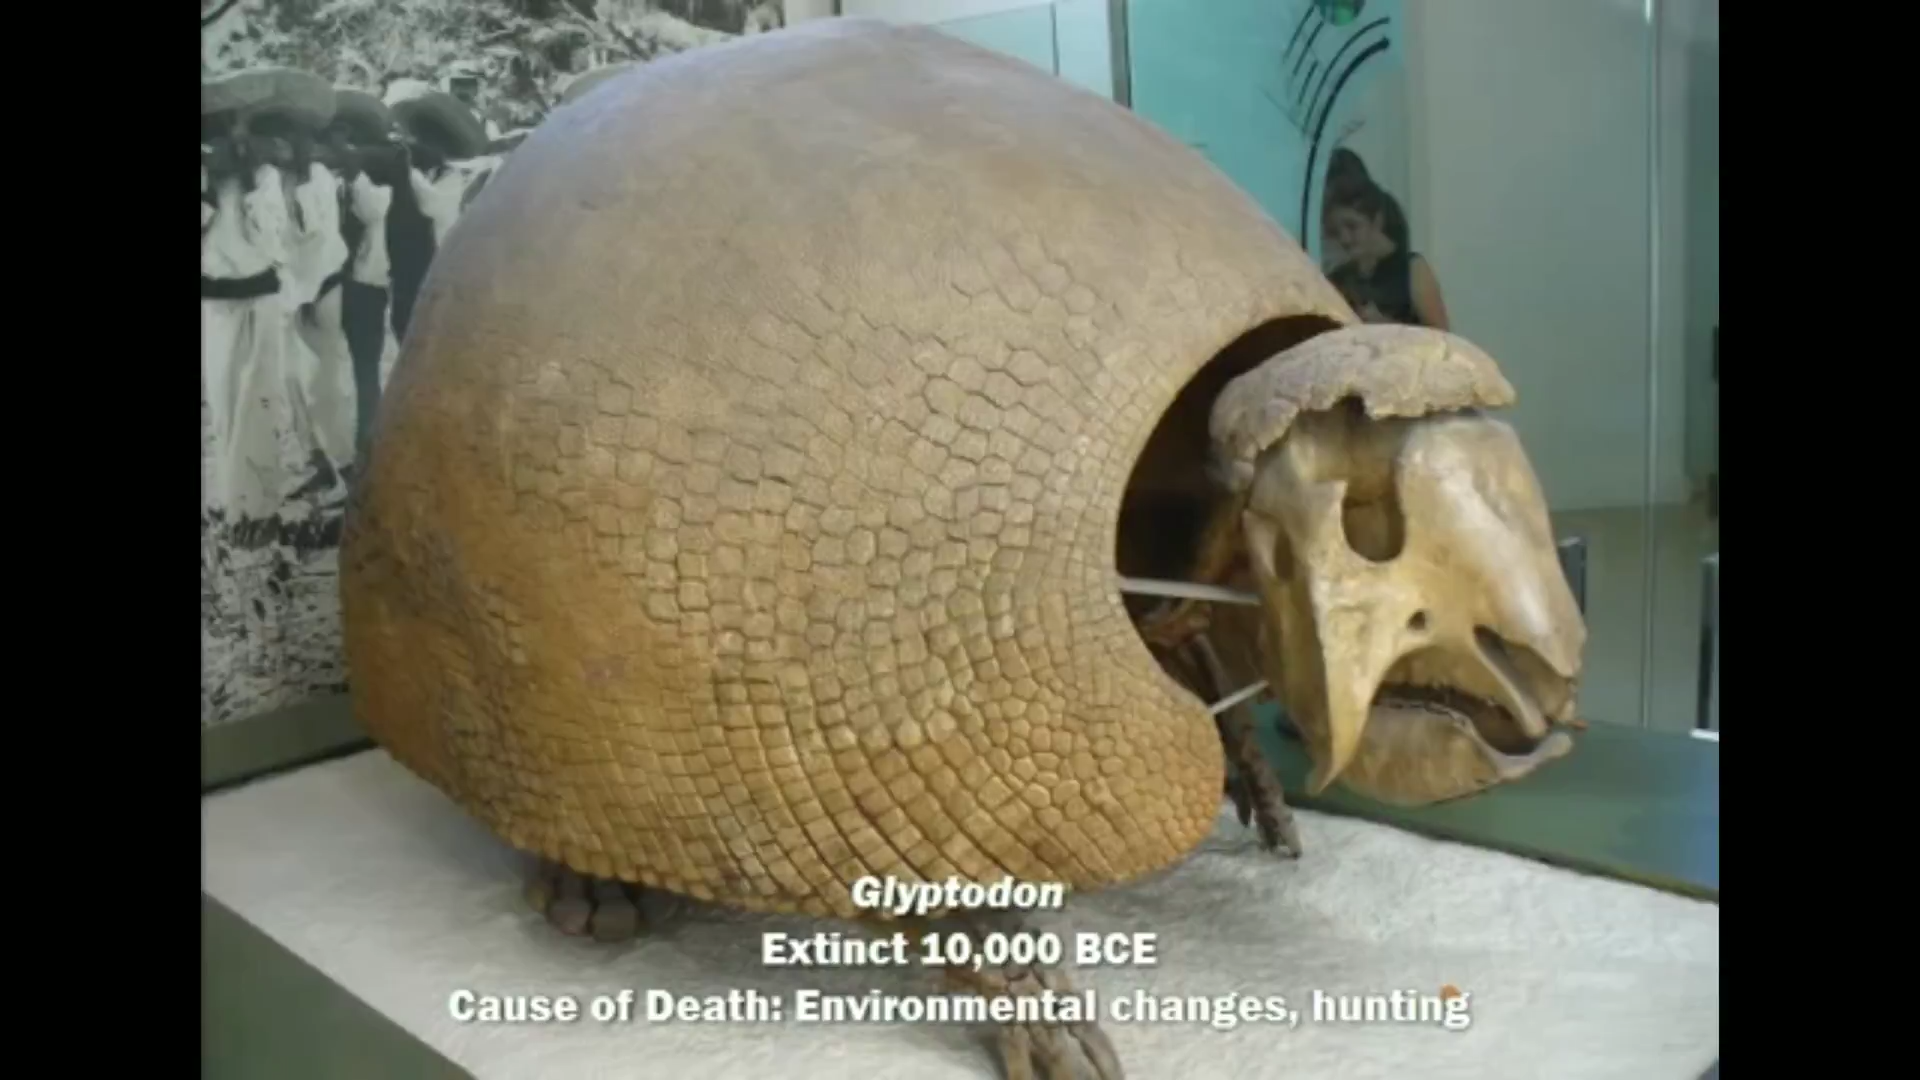 Glyptodon
Extinct 10,000 BCE
Cause of Death: Environmental changes, hunting